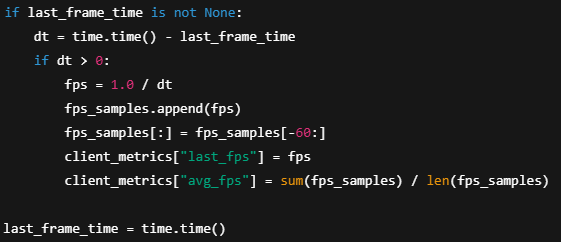 if last_frame_time is not None:
    dt = time.time() - last_frame_time
    if dt > 0:
        fps = 1.0 / dt
        fps_samples.append(fps)
        fps_samples[:] = fps_samples[-60:]
        client_metrics["last_fps"] = fps
        client_metrics["avg_fps"] = sum(fps_samples) / len(fps_samples)

last_frame_time = time.time()